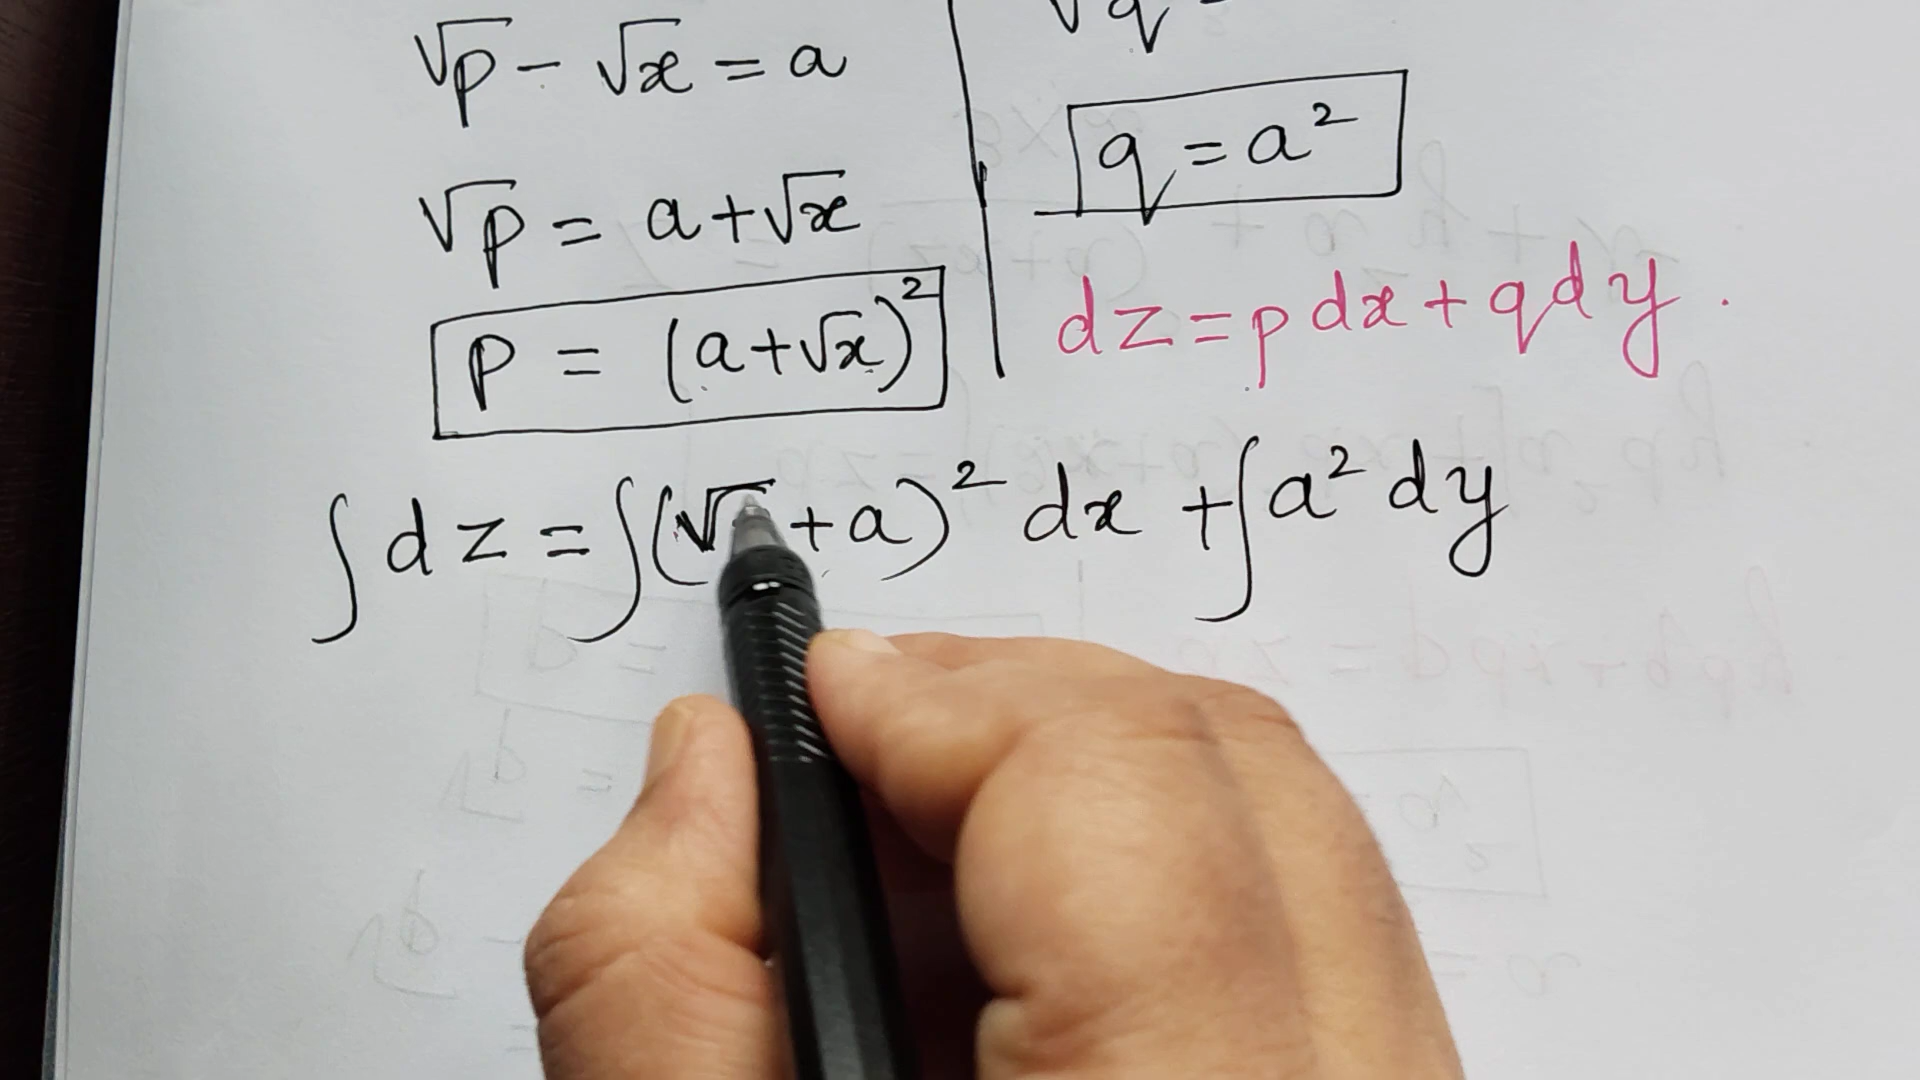 √p - √x = a
√q
q = a²
√p = a + √x
dz = p dx + q dy.
p = (a + √x)²
∫ dz = ∫ (√ + a)² dx + ∫ a² dy